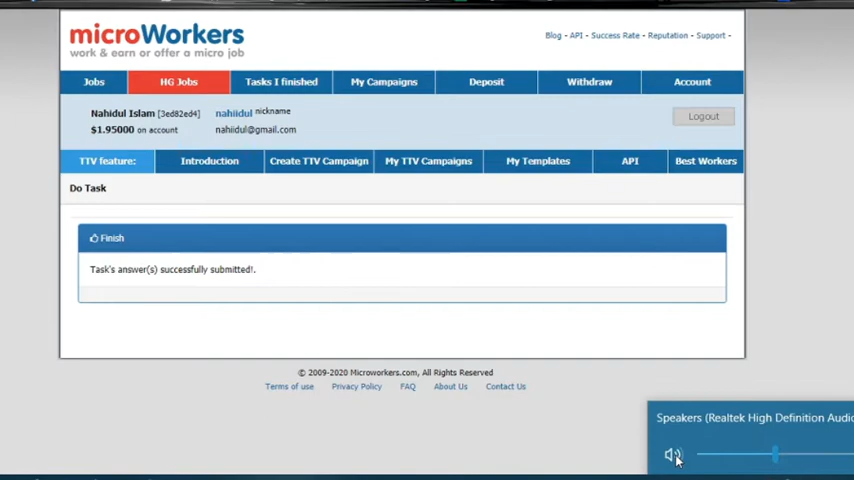 microWorkers
work & earn or offer a micro job
Blog - API - Success Rate - Reputation - Support -
Jobs HG Jobs Tasks I finished My Campaigns Deposit Withdraw Account
Nahidul Islam [3ed82ed4] nahiidul nickname
$1.95000 on account nahiidul@gmail.com
Logout
TTV feature: Introduction Create TTV Campaign My TTV Campaigns My Templates API Best Workers
Do Task
Finish
Task's answer(s) successfully submitted!.
© 2009-2020 Microworkers.com, All Rights Reserved
Terms of use Privacy Policy FAQ About Us Contact Us
Speakers (Realtek High Definition Audio